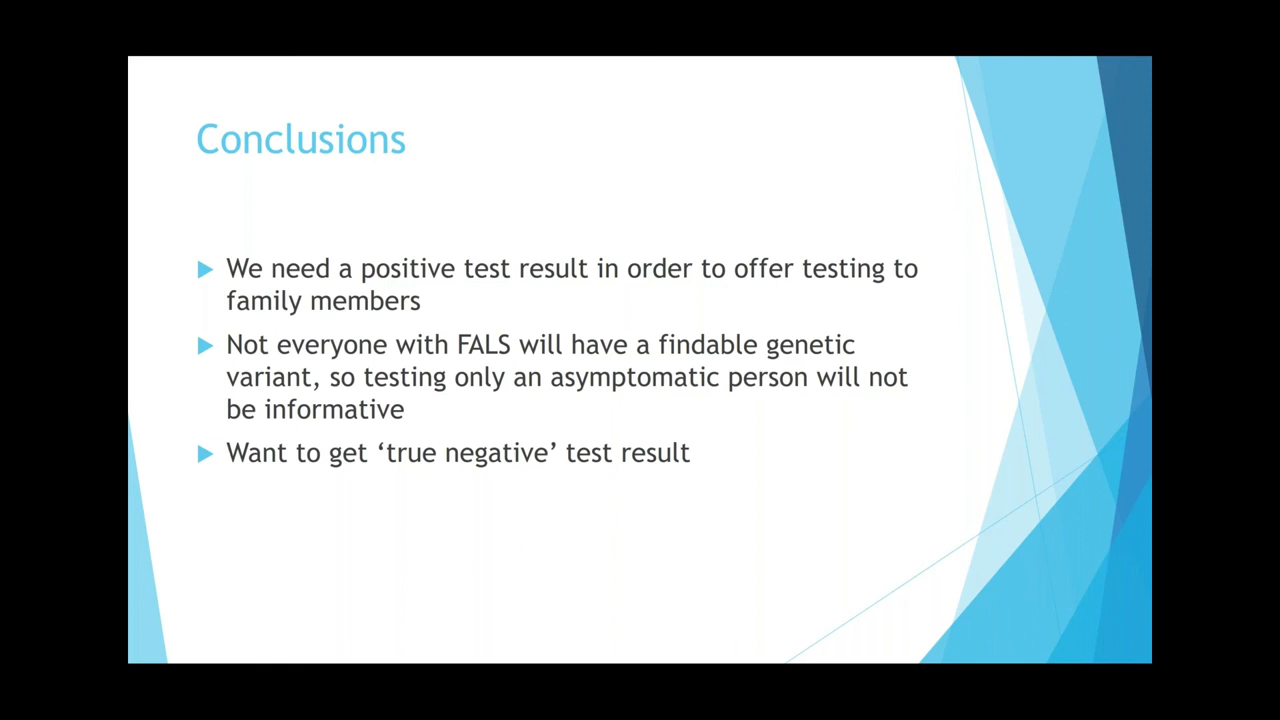 Conclusions
We need a positive test result in order to offer testing to
family members
Not everyone with FALS will have a findable genetic
variant, so testing only an asymptomatic person will not
be informative
Want to get ‘true negative’ test result